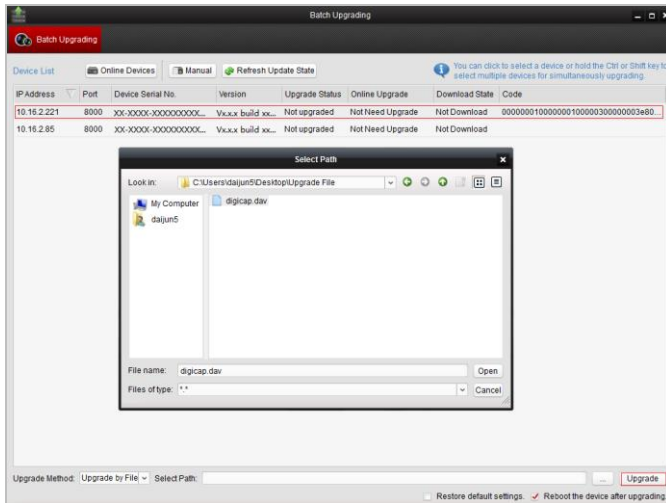 Batch Upgrading
Batch Upgrading
Device List Online Devices Manual Refresh Update State You can click to select a device or hold the Ctrl or Shift key to
select multiple devices for simultaneously upgrading.
IP Address Port Device Serial No. Version Upgrade Status Online Upgrade Download State Code
10.16.2.221 8000 XX-XXXX-XXXXXXXXX... Vx.x.x build xx... Not upgraded Not Need Upgrade Not Download
10.16.2.85 8000 XX-XXXX-XXXXXXXXX... Vx.x.x build xx... Not upgraded Not Need Upgrade Not Download
Select Path
Look in: C:\Users\daijun5\Desktop\Upgrade File
My Computer
daijun5
digicap.dav
File name: digicap.dav Open
Files of type: *.* Cancel
Upgrade Method: Upgrade by File Select Path: ... Upgrade
Restore default settings. Reboot the device after upgrading.